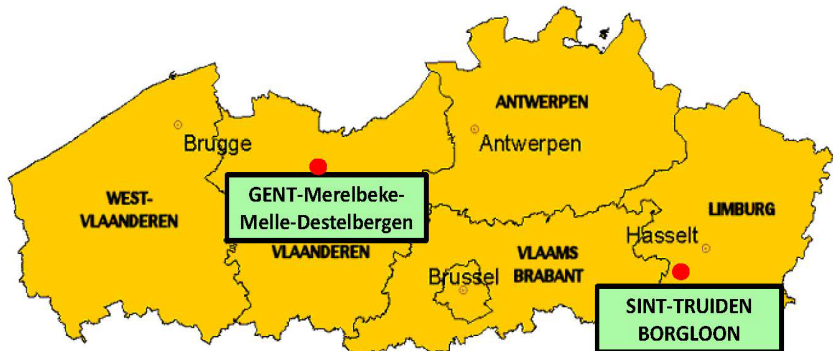 ANTWERPEN
Brugge
Antwerpen
GENT-Merelbeke-
Melle-Destelbergen
WEST-
VLAANDEREN
LIMBURG
Hasselt
VLAANDEREN
VLAAMS
BRABANT
Brussel
SINT-TRUIDEN
BORGLOON